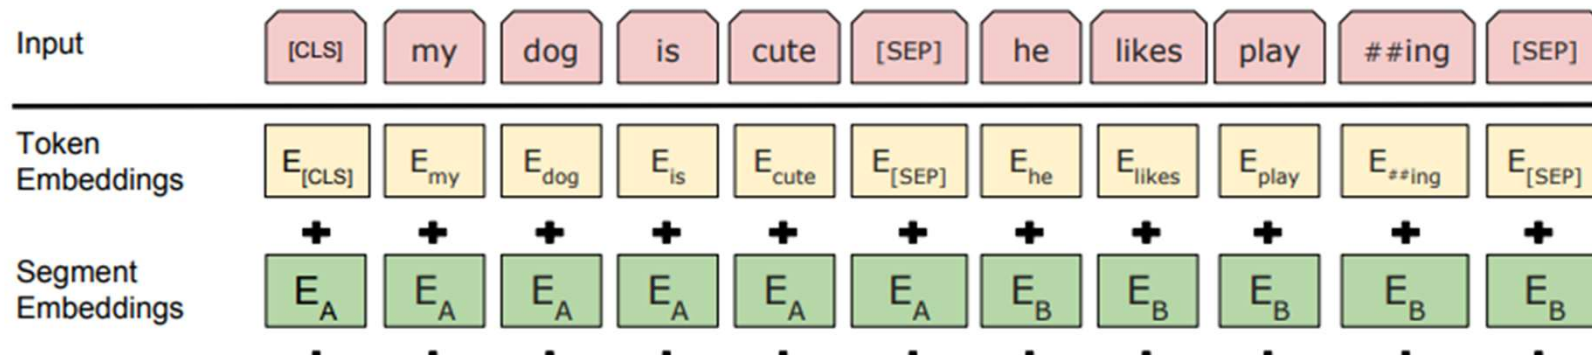 Input [CLS] my dog is cute [SEP] he likes play ##ing [SEP]
Token
Embeddings E[CLS] Emy Edog Eis Ecute E[SEP] Ehe Elikes Eplay E##ing E[SEP]
+ + + + + + + + + + +
Segment
Embeddings EA EA EA EA EA EA EB EB EB EB EB